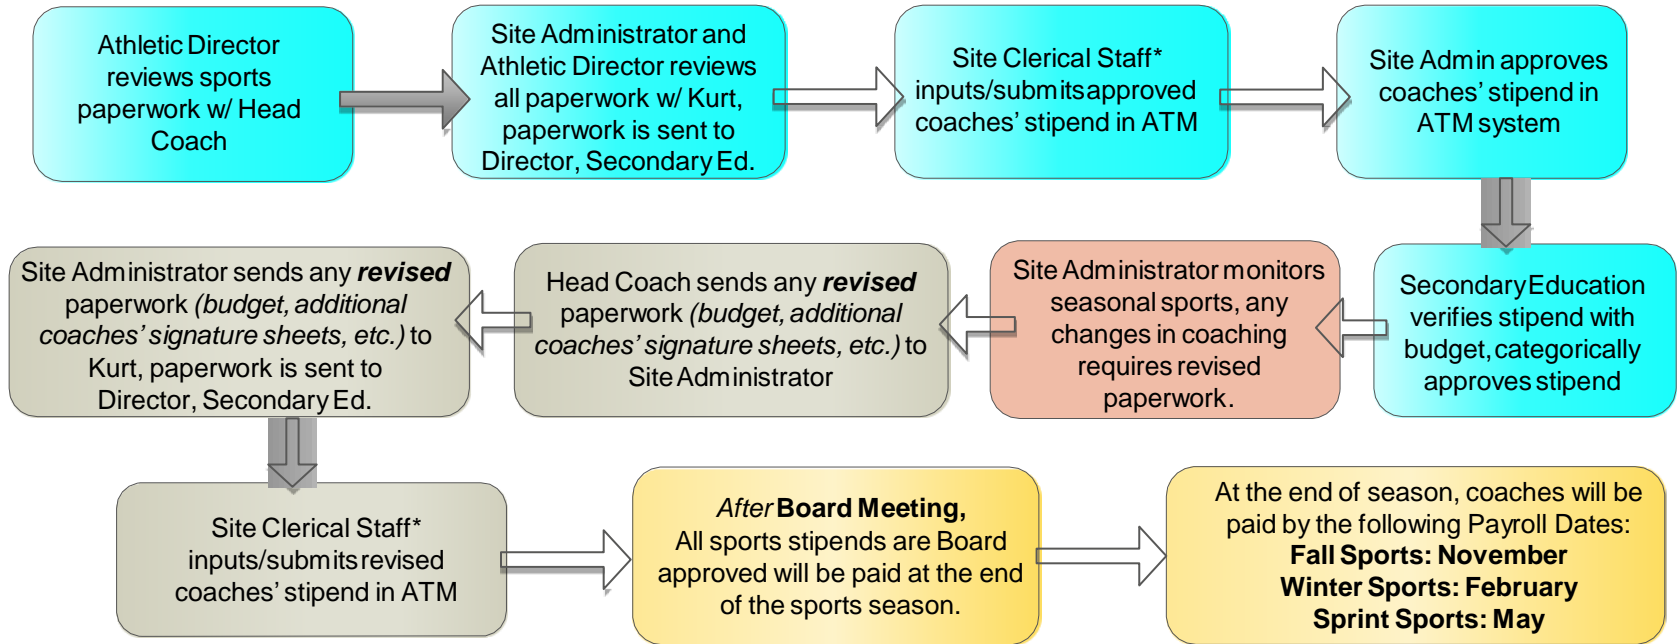 Athletic Director
reviews sports
paperwork w/ Head
Coach
Site Administrator and
Athletic Director reviews
all paperwork w/ Kurt,
paperwork is sent to
Director, Secondary Ed.
Site Clerical Staff*
inputs/submits approved
coaches' stipend in ATM
Site Admin approves
coaches' stipend in
ATM system
Secondary Education
verifies stipend with
budget, categorically
approves stipend
Site Administrator monitors
seasonal sports, any
changes in coaching
requires revised
paperwork.
Head Coach sends any revised
paperwork (budget, additional
coaches' signature sheets, etc.) to
Site Administrator
Site Administrator sends any revised
paperwork (budget, additional
coaches' signature sheets, etc.) to
Kurt, paperwork is sent to
Director, Secondary Ed.
Site Clerical Staff*
inputs/submits revised
coaches' stipend in ATM
After Board Meeting,
All sports stipends are Board
approved will be paid at the end
of the sports season.
At the end of season, coaches will be
paid by the following Payroll Dates:
Fall Sports: November
Winter Sports: February
Sprint Sports: May